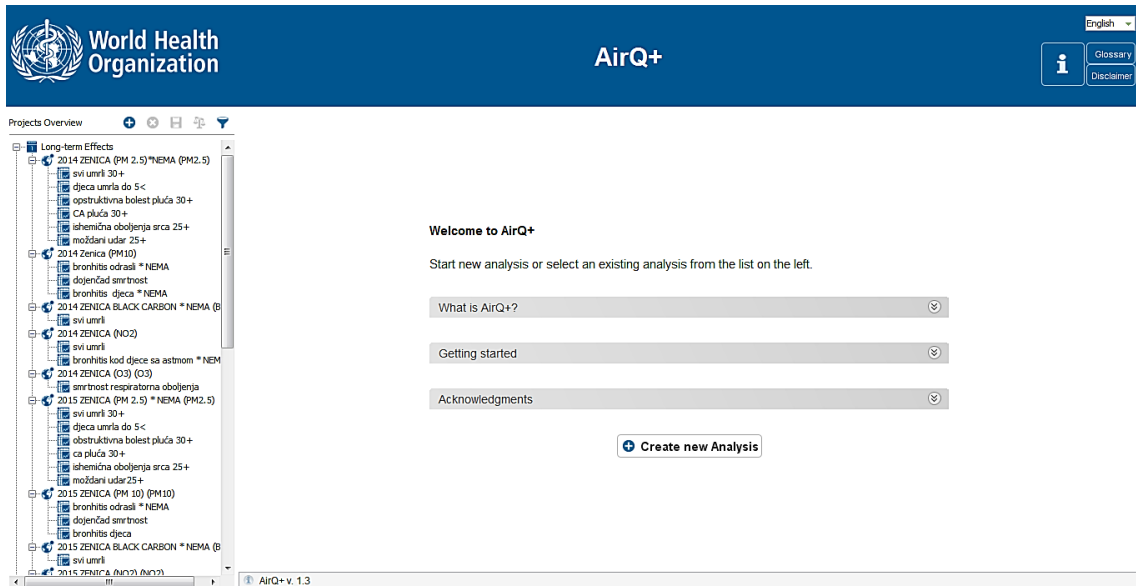 World Health
Organization
AirQ+
English
i
Glossary
Disclaimer
Projects Overview
Long-term Effects
2014 ZENICA (PM 2.5)*NEMA (PM2.5)
svi umrli 30+
djeca umrla do 5<
opstruktivna bolest pluća 30+
CA pluća 30+
ishemična oboljenja srca 25+
moždani udar 25+
2014 Zenica (PM10)
bronhitis odrasli * NEMA
dojenčad smrtnost
bronhitis djeca * NEMA
2014 ZENICA BLACK CARBON * NEMA (B
svi umrli
2014 ZENICA (NO2)
svi umrli
bronhitis kod djece sa astmom * NEM
2014 ZENICA (O3) (O3)
smrtnost respiratorna oboljenja
2015 ZENICA (PM 2.5) * NEMA (PM2.5)
svi umrli 30+
djeca umrla do 5<
obstruktivna bolest pluća 30+
ca pluća 30+
ishemična oboljenja srca 25+
moždani udar25+
2015 ZENICA (PM 10) (PM10)
bronhitis odrasli * NEMA
dojenčad smrtnost
bronhitis djeca
2015 ZENICA BLACK CARBON * NEMA (B
svi umrli
2015 ZENICA (NO2) (NO2)
Welcome to AirQ+
Start new analysis or select an existing analysis from the list on the left.
What is AirQ+?
Getting started
Acknowledgments
Create new Analysis
AirQ+ v. 1.3